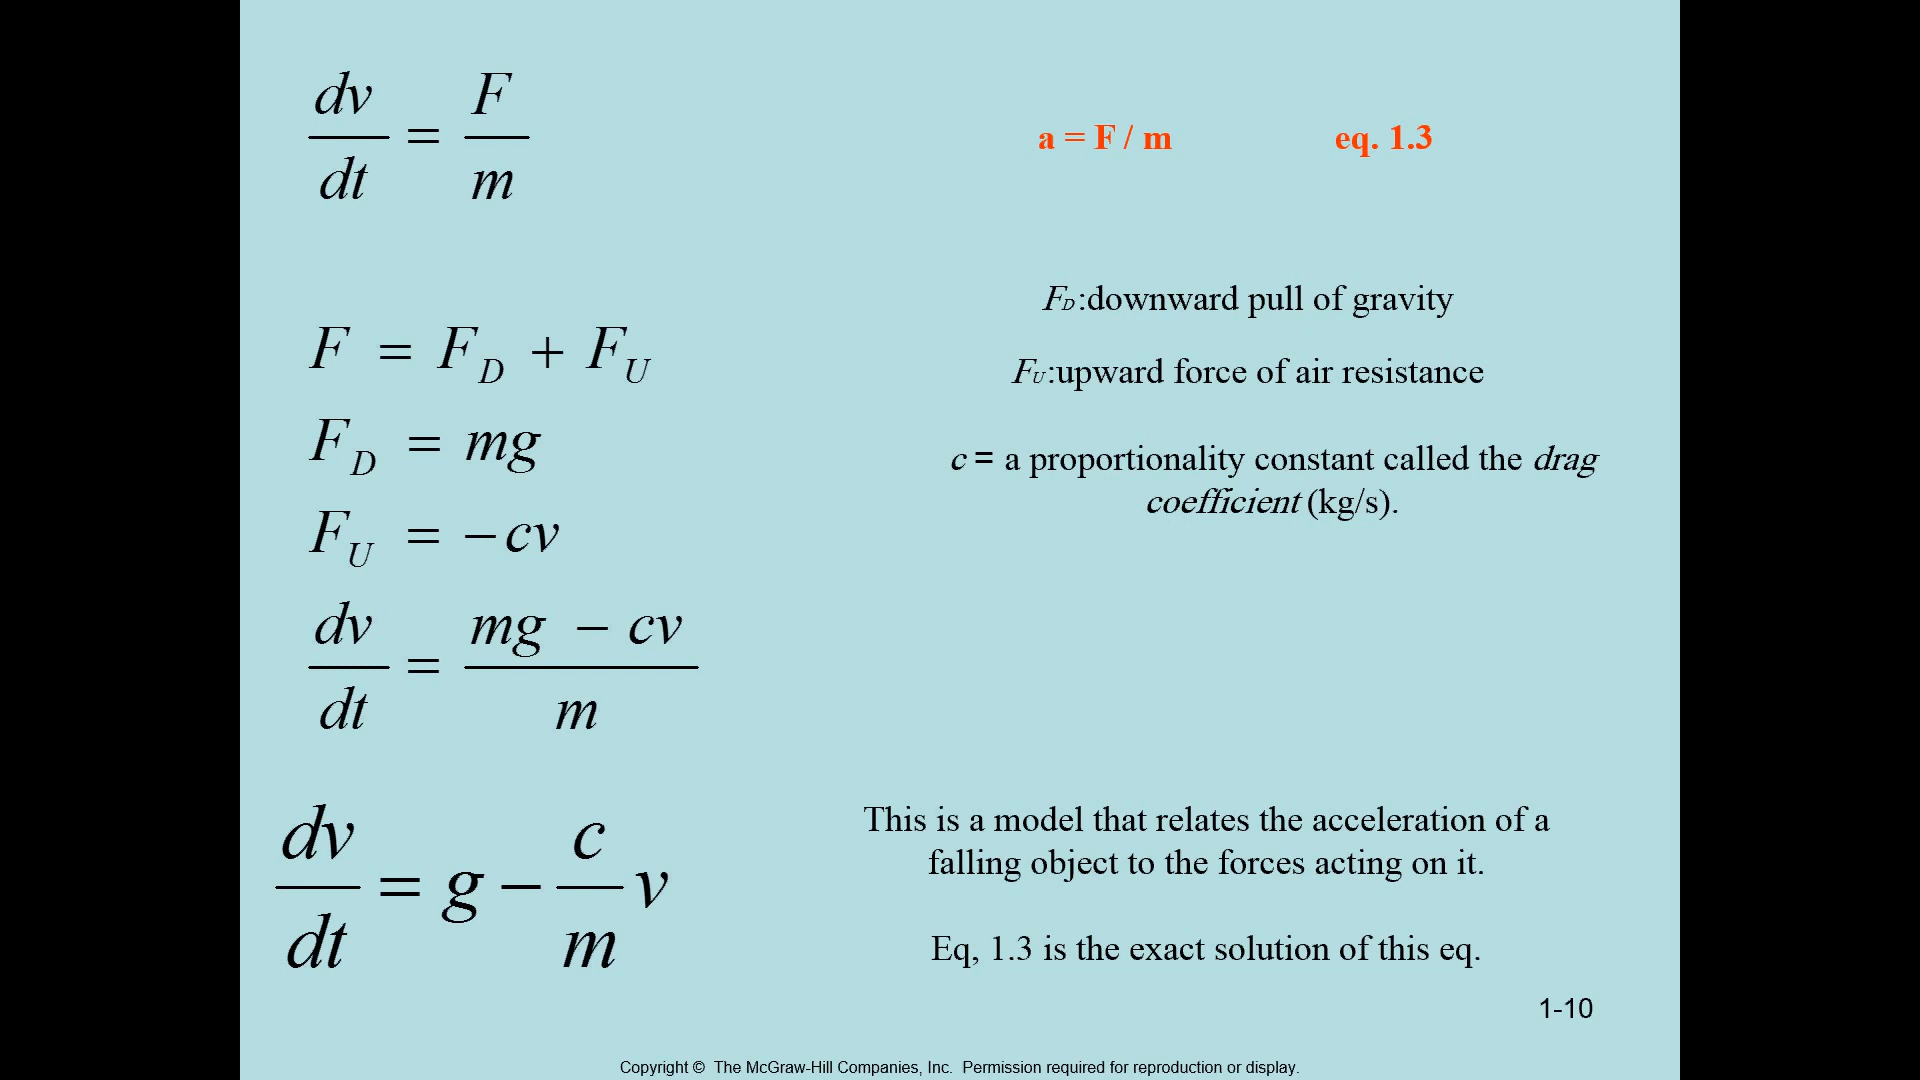 dv/dt = F/m
a = F / m eq. 1.3
F = F_D + F_U
F_D = mg
F_U = −cv
dv/dt = (mg − cv)/m
dv/dt = g − (c/m) v
F_D:downward pull of gravity
F_U:upward force of air resistance
c = a proportionality constant called the drag
coefficient (kg/s).
This is a model that relates the acceleration of a
falling object to the forces acting on it.
Eq, 1.3 is the exact solution of this eq.
1-10
Copyright © The McGraw-Hill Companies, Inc. Permission required for reproduction or display.